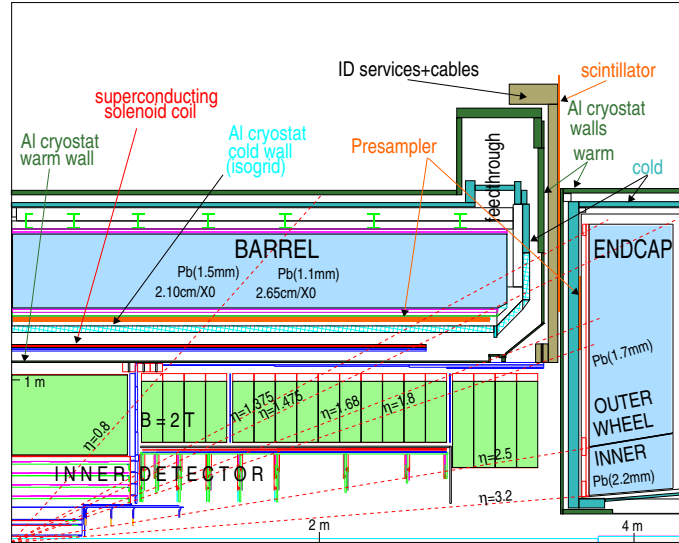 ID services+cables
scintillator
superconducting
solenoid coil
Al cryostat
walls
Al cryostat
warm wall
Al cryostat
cold wall
(isogrid)
Presampler
warm
cold
feedthrough
BARREL
ENDCAP
Pb(1.5mm)
Pb(1.1mm)
2.10cm/X0
2.65cm/X0
Pb(1.7mm)
1 m
η=0.8
B=2T
η=1.375
η=1.475
η=1.68
η=1.8
OUTER
WHEEL
η=2.5
INNER
INNER DETECTOR
Pb(2.2mm)
η=3.2
2 m
4 m